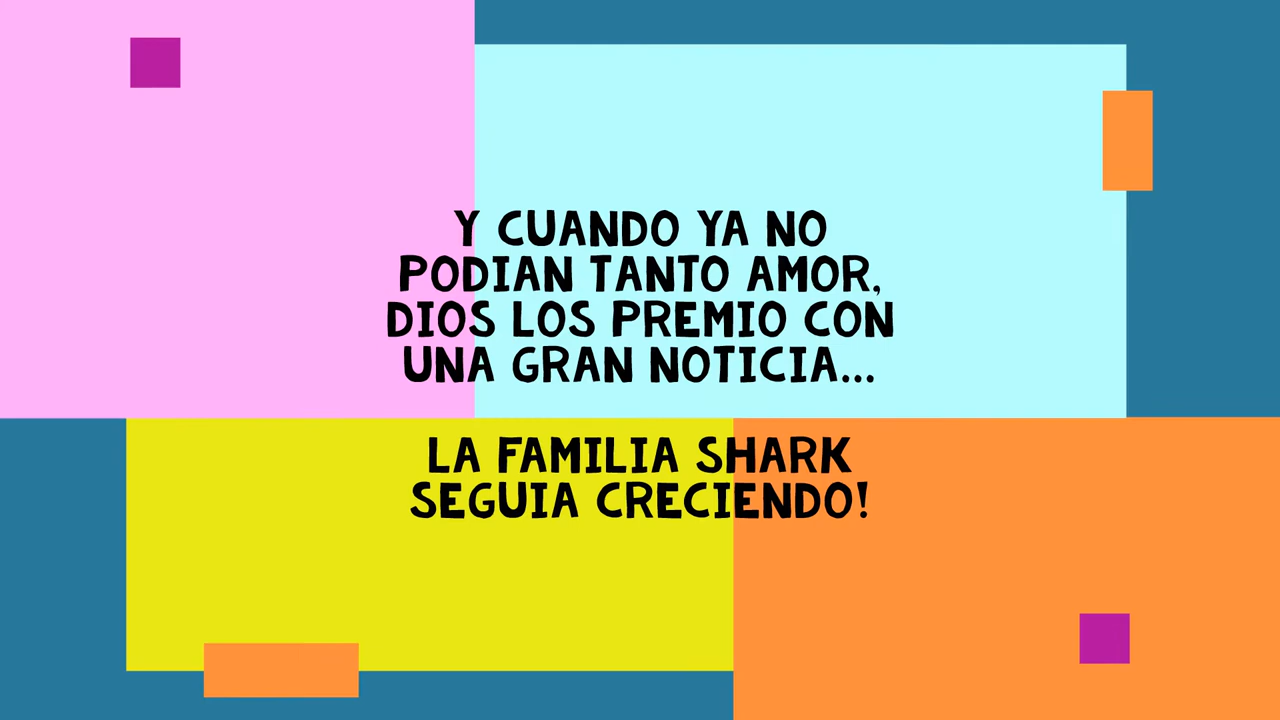 Y CUANDO YA NO
PODIAN TANTO AMOR,
DIOS LOS PREMIO CON
UNA GRAN NOTICIA...
LA FAMILIA SHARK
SEGUIA CRECIENDO!